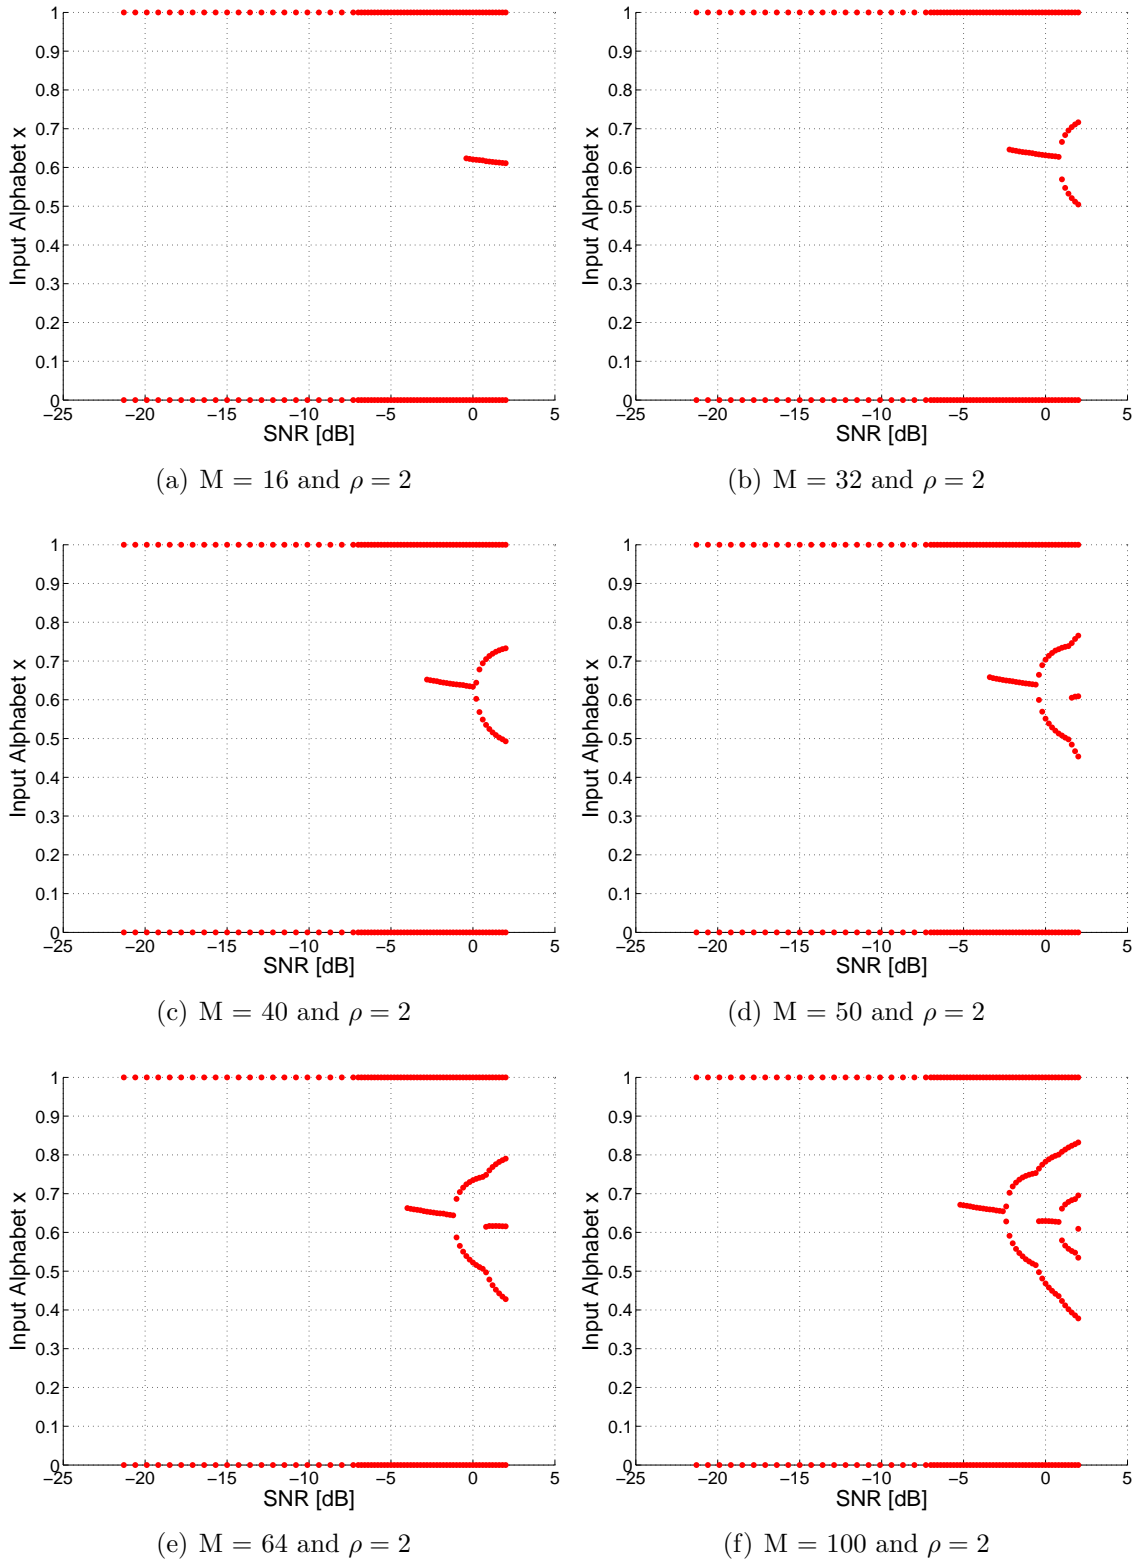 1 1
0.9 0.9
0.8 0.8
0.7 0.7
0.6 0.6
0.5 0.5
0.4 0.4
0.3 0.3
0.2 0.2
0.1 0.1
0 0
Input Alphabet x Input Alphabet x
−25 −20 −15 −10 −5 0 5 −25 −20 −15 −10 −5 0 5
SNR [dB] SNR [dB]
(a) M = 16 and ρ = 2 (b) M = 32 and ρ = 2
1 1
0.9 0.9
0.8 0.8
0.7 0.7
0.6 0.6
0.5 0.5
0.4 0.4
0.3 0.3
0.2 0.2
0.1 0.1
0 0
Input Alphabet x Input Alphabet x
−25 −20 −15 −10 −5 0 5 −25 −20 −15 −10 −5 0 5
SNR [dB] SNR [dB]
(c) M = 40 and ρ = 2 (d) M = 50 and ρ = 2
1 1
0.9 0.9
0.8 0.8
0.7 0.7
0.6 0.6
0.5 0.5
0.4 0.4
0.3 0.3
0.2 0.2
0.1 0.1
0 0
Input Alphabet x Input Alphabet x
−25 −20 −15 −10 −5 0 5 −25 −20 −15 −10 −5 0 5
SNR [dB] SNR [dB]
(e) M = 64 and ρ = 2 (f) M = 100 and ρ = 2